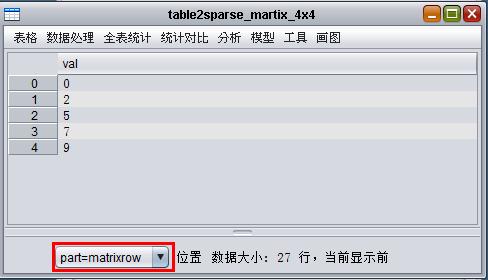 table2sparse_martix_4x4
表格 数据处理 全表统计 统计对比 分析 模型 工具 画图
val
0 0
1 2
2 5
3 7
4 9
part=matrixrow 位置 数据大小: 27 行，当前显示前